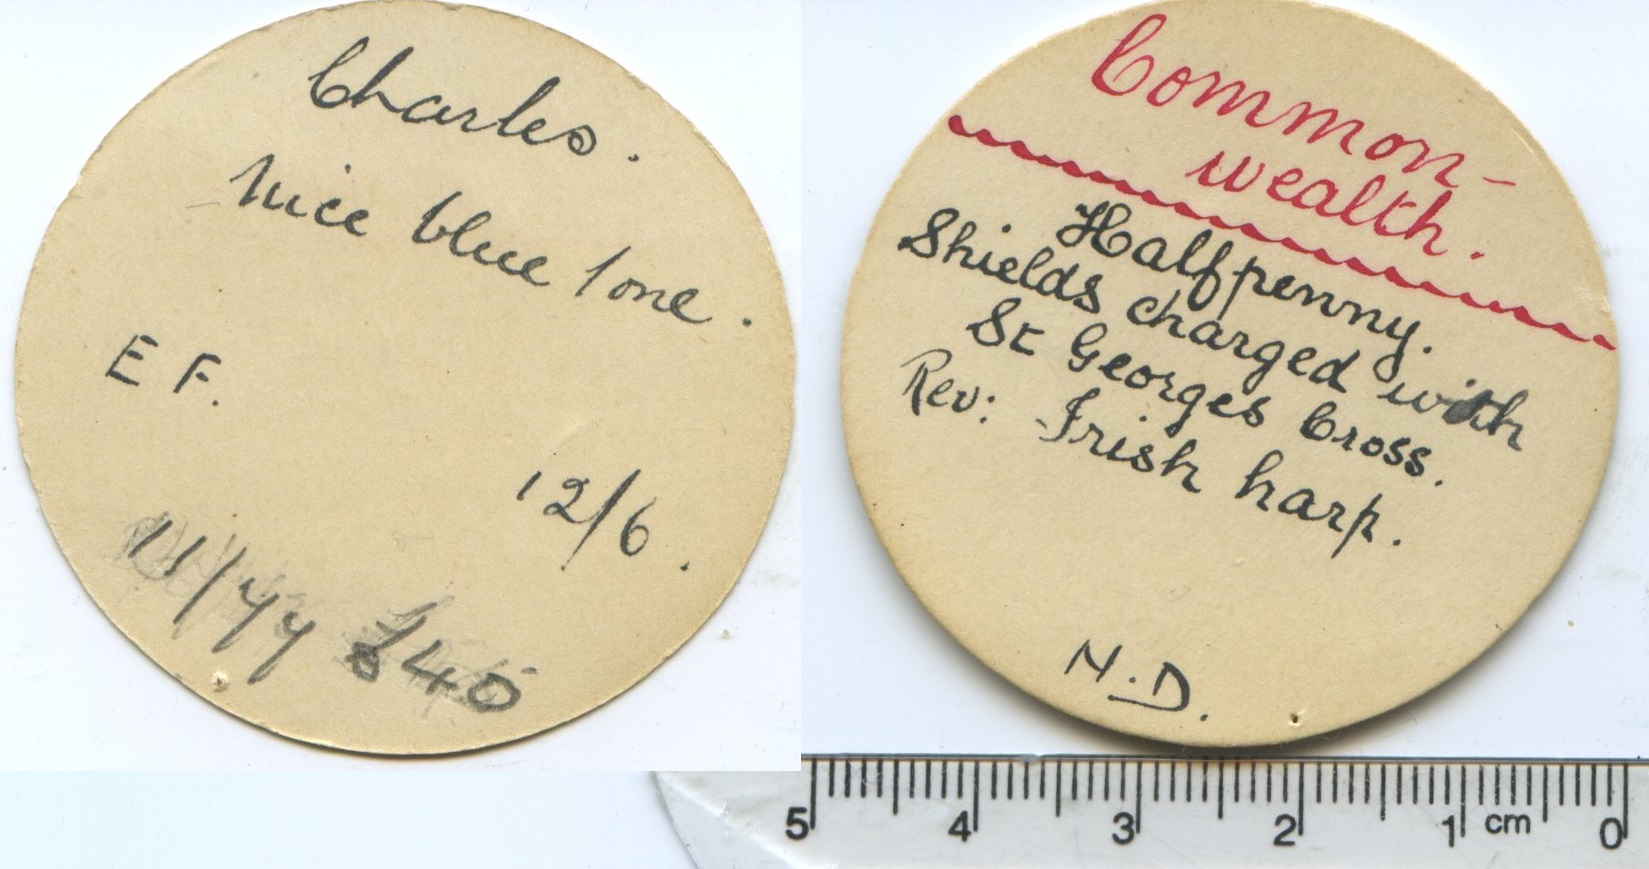 Charles.
Nice blue tone.
E F.
12/6.
11/77 £40
Common-
wealth.
Halfpenny.
Shields charged with
St Georges Cross.
Rev: Irish harp.
N.D.
5 4 3 2 1 cm 0